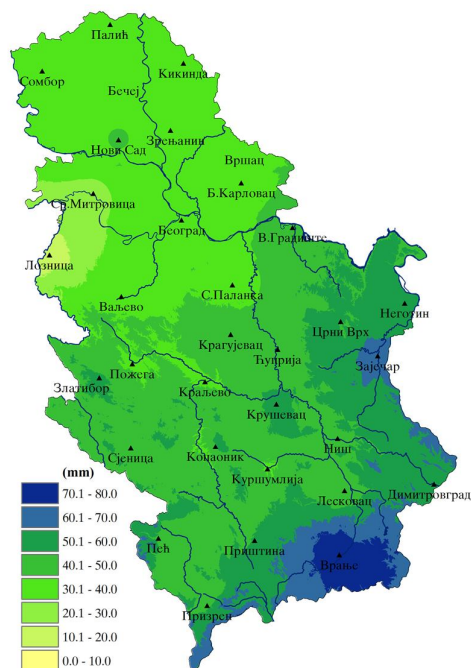 Палић
Кикинда
Сомбор
Бечеј
Зрењанин
Нови Сад
Вршац
Б.Карловац
Ср.Митровица
Београд
В.Градиште
Лозница
С.Паланка
Ваљево
Неготин
Црни Врх
Крагујевац
Ћуприја
Зајечар
Пожега
Златибор
Краљево
Крушевац
Ниш
Копаоник
Сјеница
Куршумлија
(mm)
Лесковац
Димитровград
70.1 - 80.0
60.1 - 70.0
50.1 - 60.0
Пећ
Приштина
Врање
40.1 - 50.0
30.1 - 40.0
20.1 - 30.0
Призрен
10.1 - 20.0
0.0 - 10.0